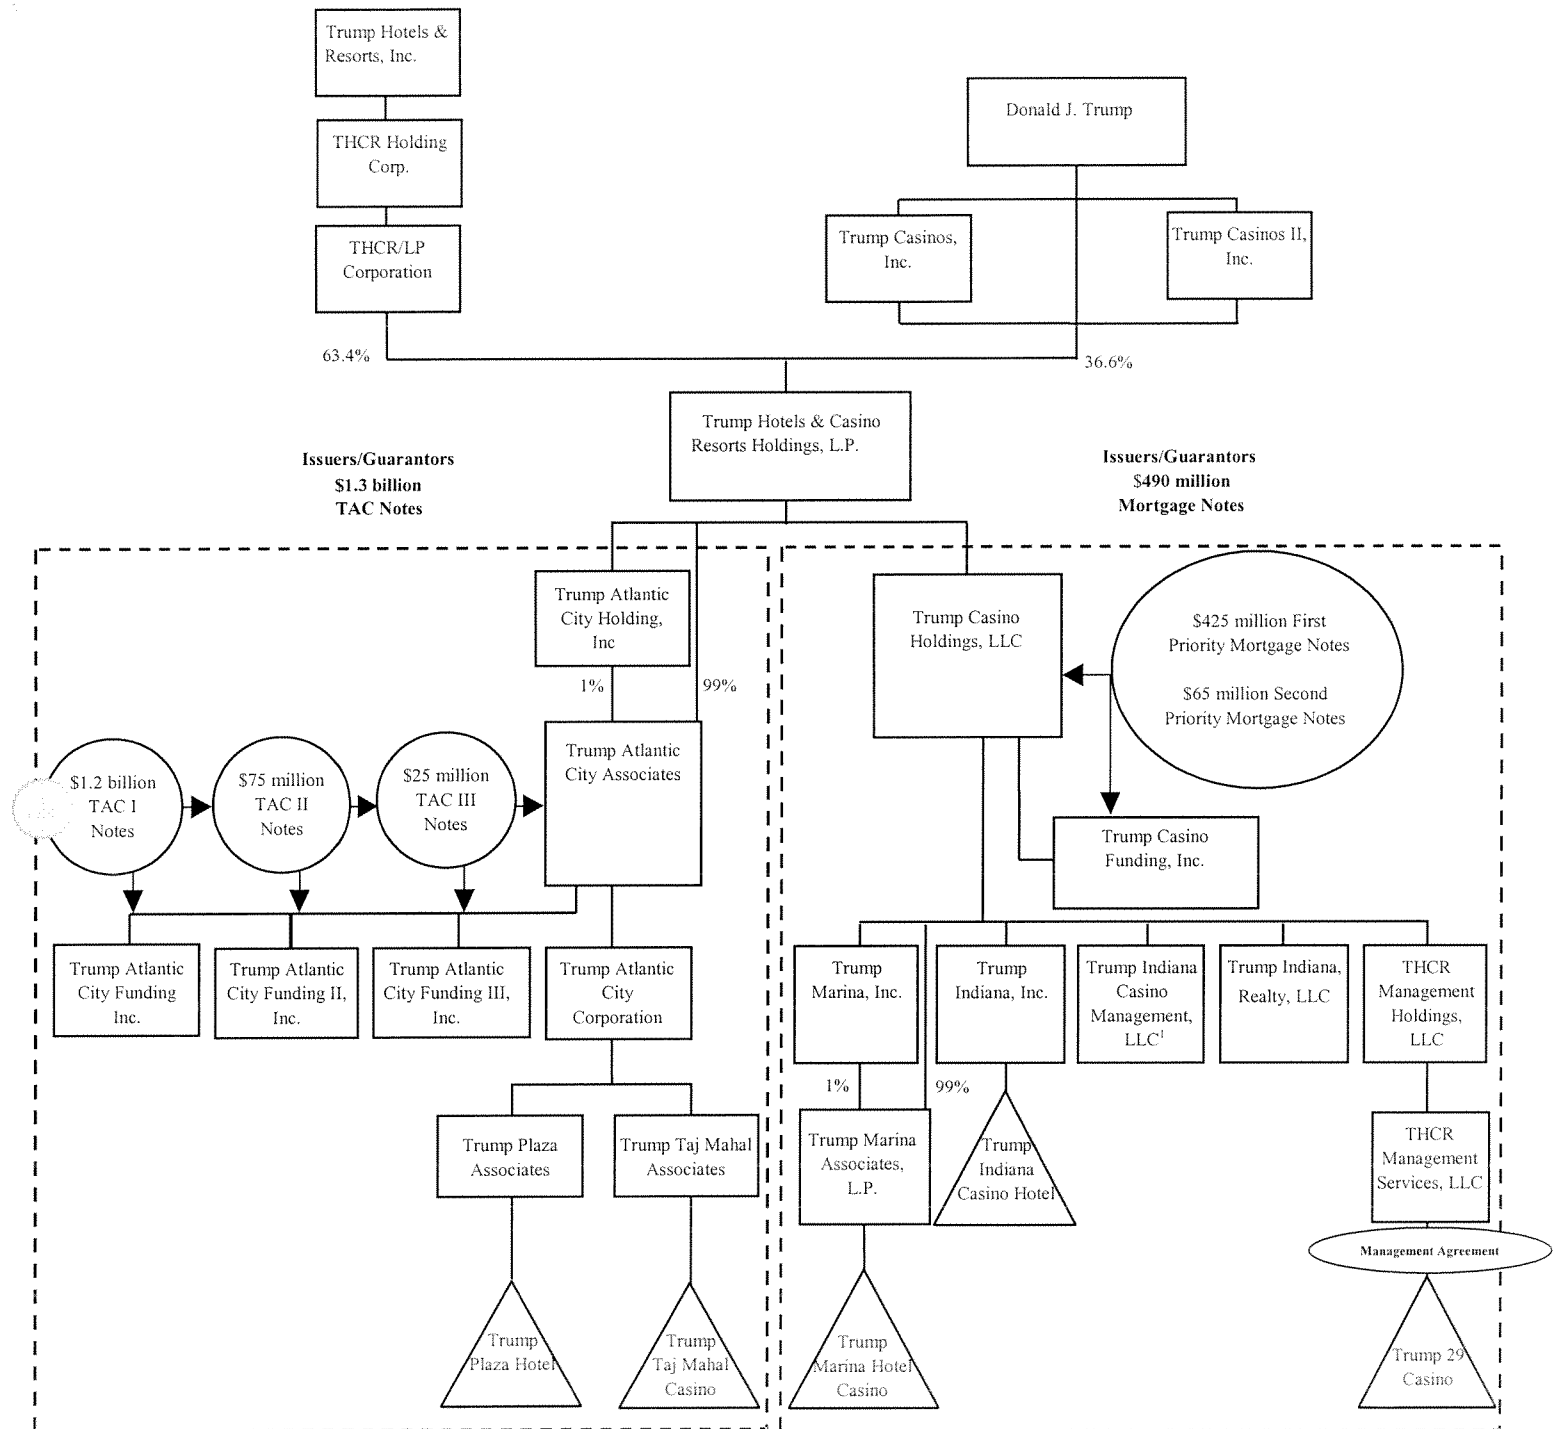 Trump Hotels &
Resorts, Inc.
THCR Holding
Corp.
THCR/LP
Corporation
Donald J. Trump
Trump Casinos,
Inc.
Trump Casinos II,
Inc.
63.4%
36.6%
Trump Hotels & Casino
Resorts Holdings, L.P.
Issuers/Guarantors
$1.3 billion
TAC Notes
Issuers/Guarantors
$490 million
Mortgage Notes
Trump Atlantic
City Holding,
Inc
1%
99%
Trump Atlantic
City Associates
$1.2 billion
TAC I
Notes
$75 million
TAC II
Notes
$25 million
TAC III
Notes
Trump Casino
Holdings, LLC
$425 million First
Priority Mortgage Notes
$65 million Second
Priority Mortgage Notes
Trump Casino
Funding, Inc.
Trump Atlantic
City Funding
Inc.
Trump Atlantic
City Funding II,
Inc.
Trump Atlantic
City Funding III,
Inc.
Trump Atlantic
City
Corporation
Trump
Marina, Inc.
Trump
Indiana, Inc.
Trump Indiana
Casino
Management,
LLC¹
Trump Indiana,
Realty, LLC
THCR
Management
Holdings,
LLC
1%
99%
Trump Plaza
Associates
Trump Taj Mahal
Associates
Trump Marina
Associates,
L.P.
Trump
Indiana
Casino Hotel
THCR
Management
Services, LLC
Management Agreement
Trump
Plaza Hotel
Trump
Taj Mahal
Casino
Trump
Marina Hotel
Casino
Trump 29
Casino